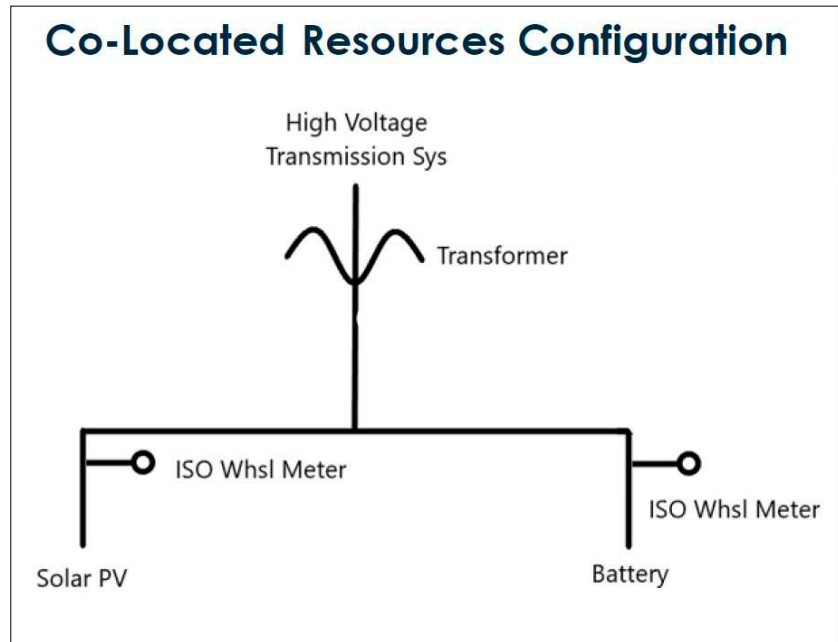 Co-Located Resources Configuration
High Voltage
Transmission Sys
Transformer
ISO Whsl Meter
ISO Whsl Meter
Solar PV
Battery